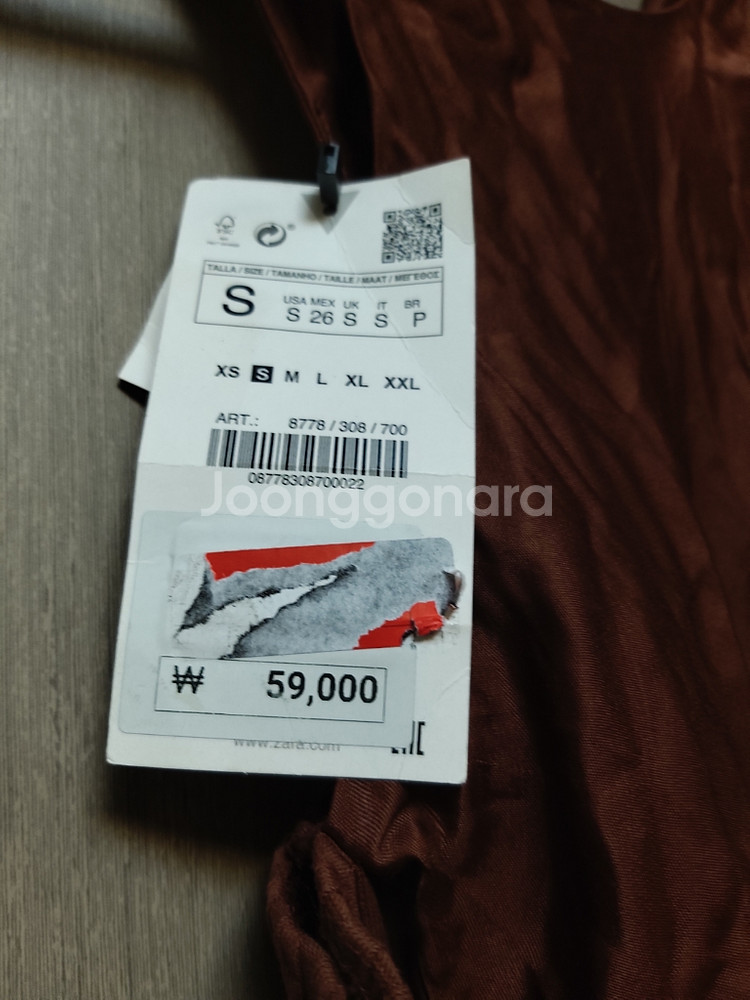 FSC
TALLA / SIZE / TAMANHO / TAILLE / MAAT / ΜΕΓΕΘΟΣ
S
USA MEX UK IT BR
S 26 S S P
XS S M L XL XXL
ART.: 8778 / 308 / 700
08778308700022
Joonggonara
₩ 59,000
www.zara.com
EAC